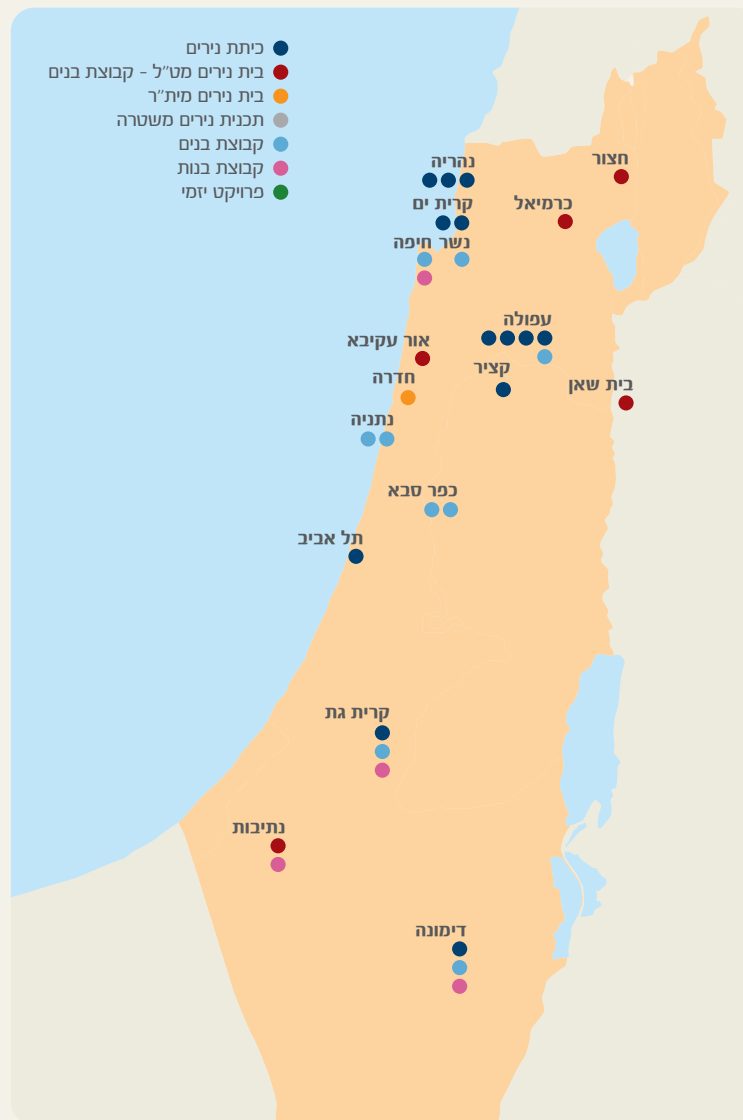 כיתת נירים
בית נירים מט״ל - קבוצת בנים
בית נירים מית״ר
תכנית נירים משטרה
קבוצת בנים
קבוצת בנות
פרויקט יזמי
חצור
נהריה
כרמיאל
קרית ים
נשר חיפה
עפולה
אור עקיבא
קציר
חדרה
בית שאן
נתניה
כפר סבא
תל אביב
קרית גת
נתיבות
דימונה